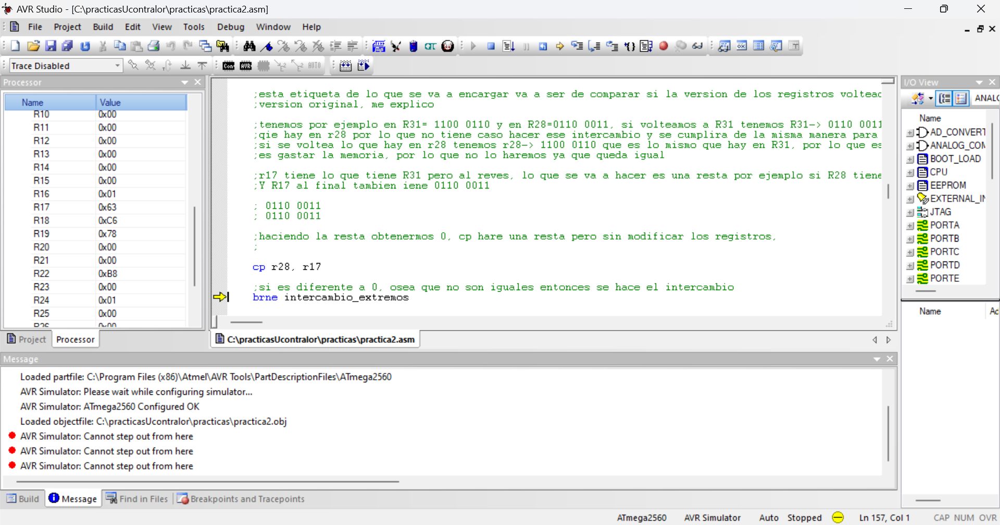 AVR Studio - [C:\practicasUcontralor\practicas\practica2.asm]
File Project Build Edit View Tools Debug Window Help
Trace Disabled
Con AVR AUTO
Processor
Name Value
R10 0x00
R11 0x00
R12 0x00
R13 0x00
R14 0x00
R15 0x00
R16 0x01
R17 0x63
R18 0xC6
R19 0x78
R20 0x00
R21 0x00
R22 0xB8
R23 0x00
R24 0x01
R25 0x00
R26 0x00
Project Processor
;esta etiqueta de lo que se va a encargar va a ser de comparar si la version de los registros volteac
;version original, me explico
;tenemos por ejemplo en R31= 1100 0110 y en R28=0110 0011, si volteamos a R31 tenemos R31-> 0110 0011
;qie hay en r28 por lo que no tiene caso hacer ese intercambio y se cumplira de la misma manera para
;si se voltea lo que hay en r28 tenemos r28-> 1100 0110 que es lo mismo que hay en R31, por lo que es
;es gastar la memoria, por lo que no lo haremos ya que queda igual
;r17 tiene lo que tiene R31 pero al reves, lo que se va a hacer es una resta por ejemplo si R28 tiene
;Y R17 al final tambien iene 0110 0011
; 0110 0011
; 0110 0011
;haciendo la resta obtenermos 0, cp hare una resta pero sin modificar los registros,
;
cp r28, r17
;si es diferente a 0, osea que no son iguales entonces se hace el intercambio
brne intercambio_extremos
C:\practicasUcontralor\practicas\practica2.asm
I/O View
ANALO
Name
AD_CONVERT
ANALOG_COM
BOOT_LOAD
CPU
EEPROM
EXTERNAL_IN
JTAG
PORTA
PORTB
PORTC
PORTD
PORTE
Name Ad
Message
Loaded partfile: C:\Program Files (x86)\Atmel\AVR Tools\PartDescriptionFiles\ATmega2560
AVR Simulator: Please wait while configuring simulator...
AVR Simulator: ATmega2560 Configured OK
Loaded objectfile: C:\practicasUcontralor\practicas\practica2.obj
AVR Simulator: Cannot step out from here
AVR Simulator: Cannot step out from here
AVR Simulator: Cannot step out from here
Build Message Find in Files Breakpoints and Tracepoints
ATmega2560 AVR Simulator Auto Stopped Ln 157, Col 1 CAP NUM OVR